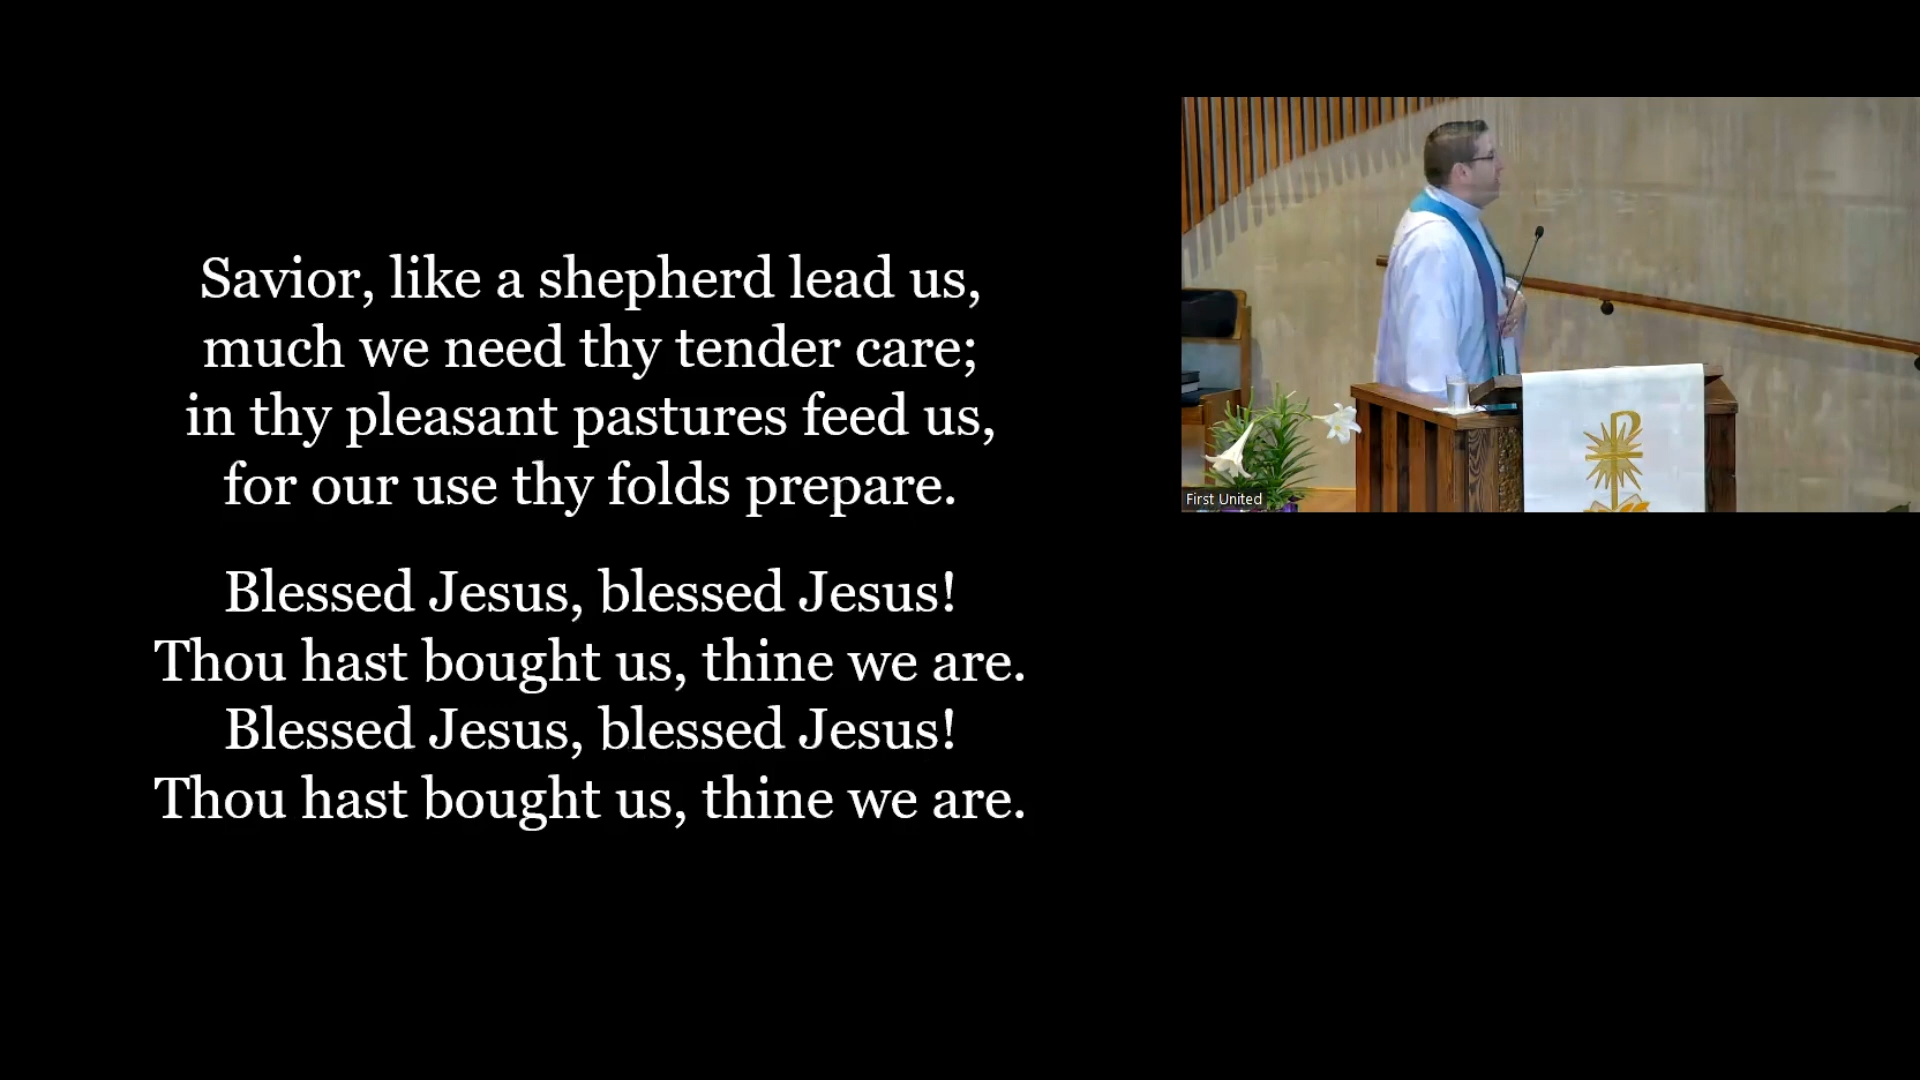 Savior, like a shepherd lead us,
much we need thy tender care;
in thy pleasant pastures feed us,
for our use thy folds prepare.
Blessed Jesus, blessed Jesus!
Thou hast bought us, thine we are.
Blessed Jesus, blessed Jesus!
Thou hast bought us, thine we are.
First United